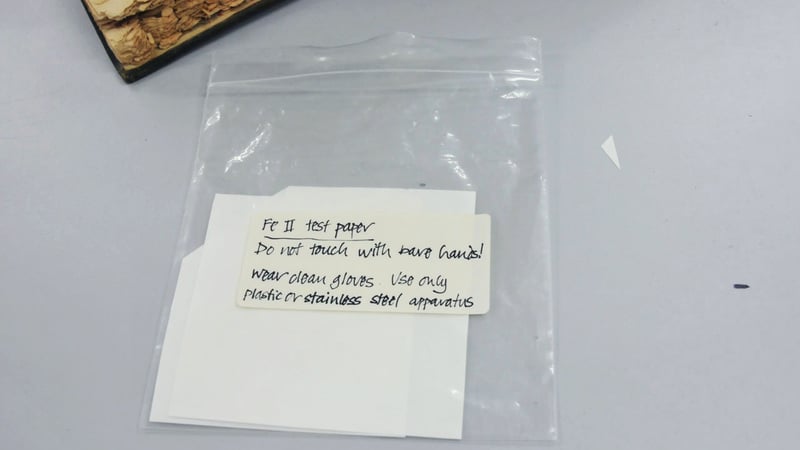 Fe II test paper
Do not touch with bare hands!
wear clean gloves. Use only
plastic or stainless steel apparatus